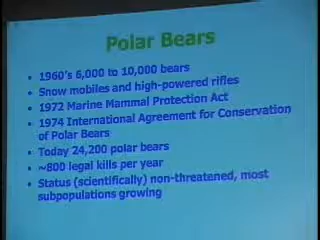 Polar Bears
• 1960's 6,000 to 10,000 bears
• Snow mobiles and high-powered rifles
• 1972 Marine Mammal Protection Act
• 1974 International Agreement for Conservation
of Polar Bears
• Today 24,200 polar bears
• ~800 legal kills per year
• Status (scientifically) non-threatened, most
subpopulations growing